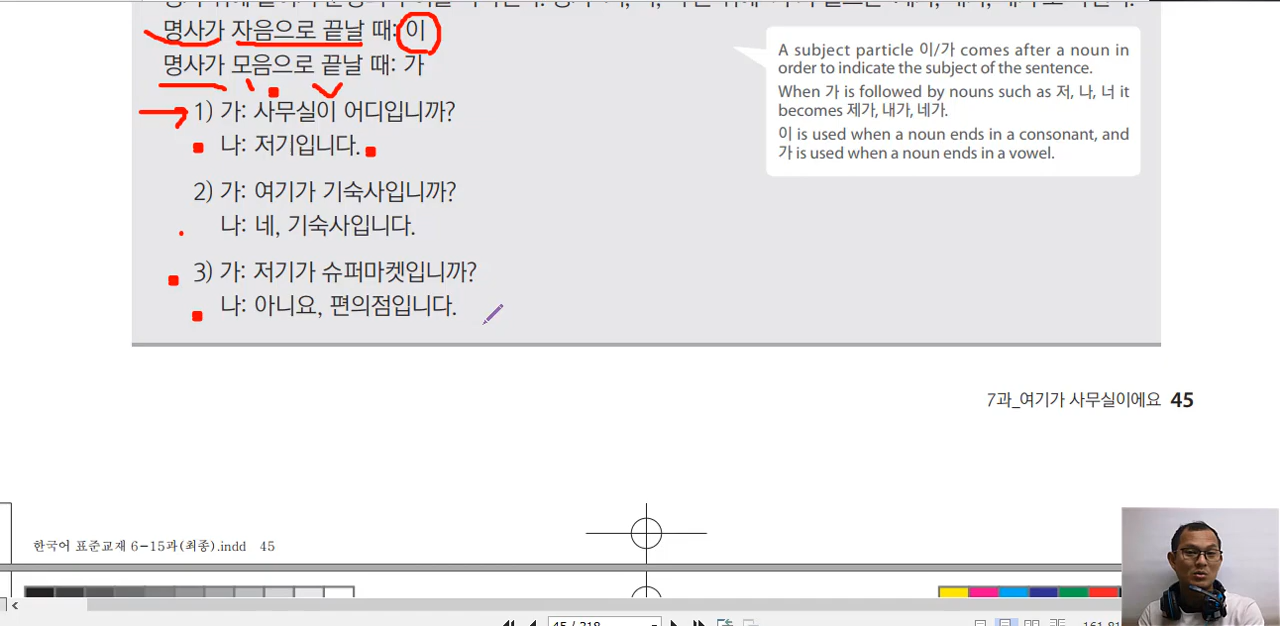 명사가 자음으로 끝날 때: 이
명사가 모음으로 끝날 때: 가
1) 가: 사무실이 어디입니까?
나: 저기입니다.
2) 가: 여기가 기숙사입니까?
나: 네, 기숙사입니다.
3) 가: 저기가 슈퍼마켓입니까?
나: 아니요, 편의점입니다.
A subject particle 이/가 comes after a noun in
order to indicate the subject of the sentence.
When 가 is followed by nouns such as 저, 나, 너 it
becomes 제가, 내가, 네가.
이 is used when a noun ends in a consonant, and
가 is used when a noun ends in a vowel.
7과_여기가 사무실이에요 45
한국어 표준교재 6-15과(최종).indd 45
45 / 218